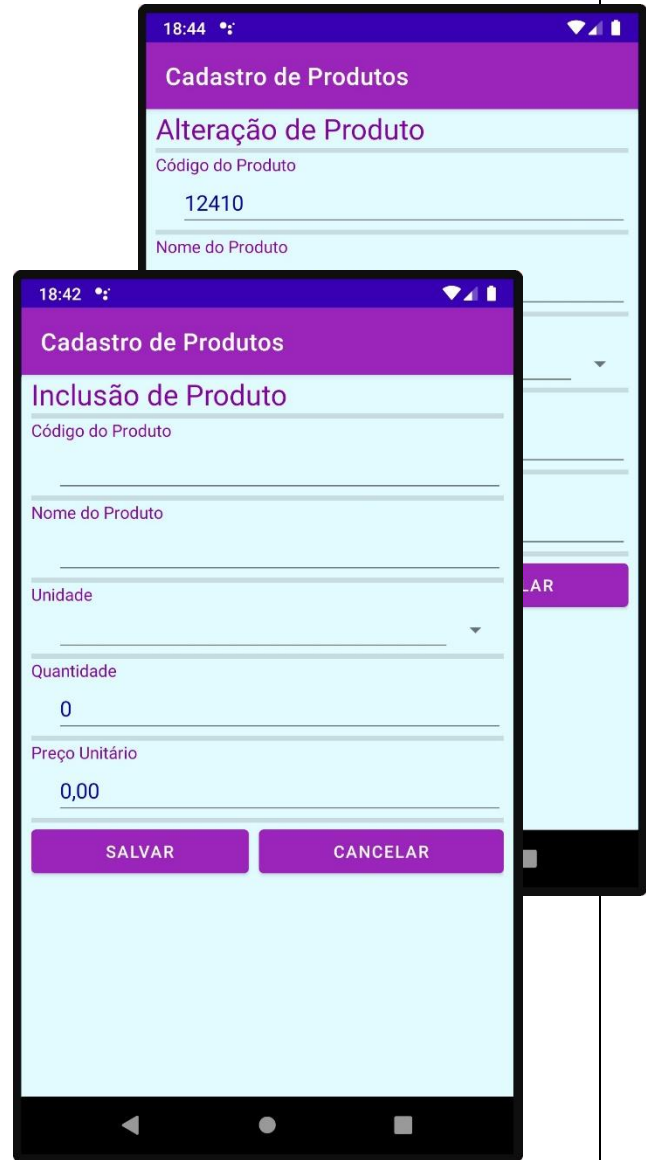 18:44
Cadastro de Produtos
Alteração de Produto
Código do Produto
12410
Nome do Produto
18:42
Cadastro de Produtos
Inclusão de Produto
Código do Produto
Nome do Produto
Unidade
Quantidade
0
Preço Unitário
0,00
SALVAR
CANCELAR
LAR